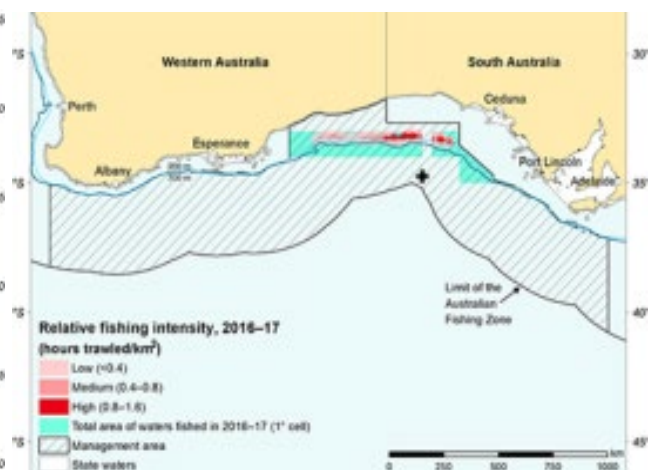 Western Australia
South Australia
30°
Ceduna
Perth
Esperance
Port Lincoln
Adelaide
Albany
200 m
°S
35°
Limit of the
Australian
Fishing Zone
40°
Relative fishing intensity, 2016–17
(hours trawled/km²)
Low (<0.4)
Medium (0.4–0.8)
High (0.8–1.6)
Total area of waters fished in 2016–17 (1° cell)
Management area
State waters
45°
km
0 250 500 750 1000